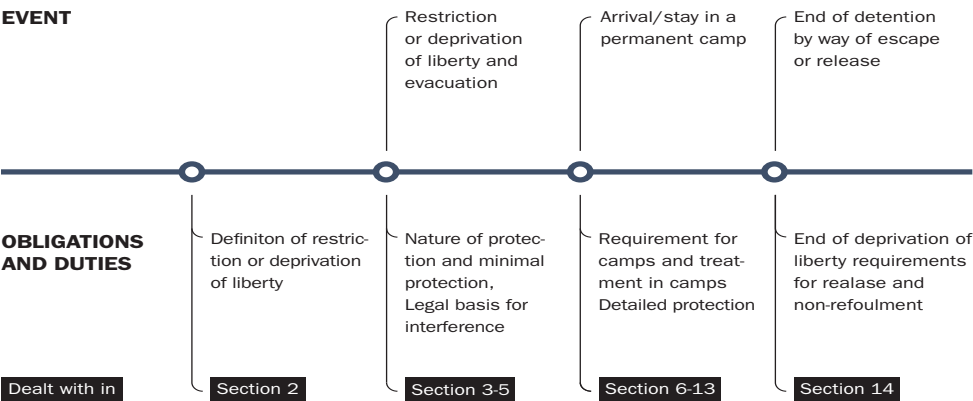 EVENT
Restriction
or deprivation
of liberty and
evacuation
Arrival/stay in a
permanent camp
End of detention
by way of escape
or release
OBLIGATIONS
AND DUTIES
Definiton of restric-
tion or deprivation
of liberty
Nature of protec-
tion and minimal
protection,
Legal basis for
interference
Requirement for
camps and treat-
ment in camps
Detailed protection
End of deprivation of
liberty requirements
for realase and
non-refoulment
Dealt with in
Section 2
Section 3-5
Section 6-13
Section 14